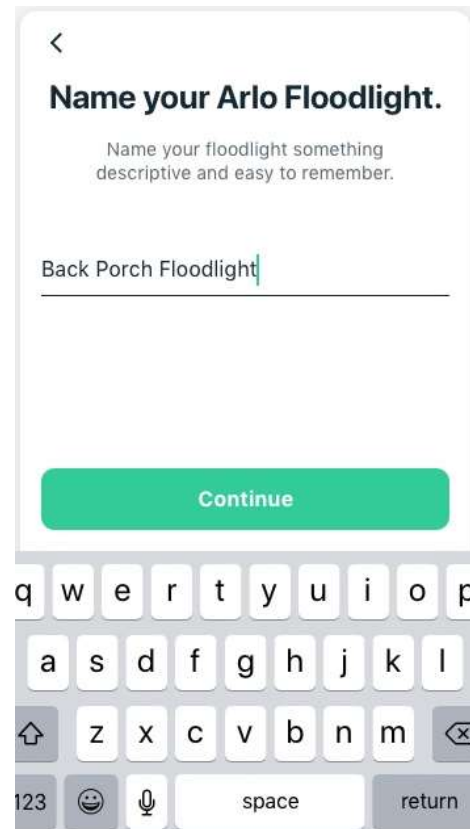 Name your Arlo Floodlight.
Name your floodlight something
descriptive and easy to remember.
Back Porch Floodlight
Continue
q w e r t y u i o p
a s d f g h j k l
z x c v b n m
123 space return